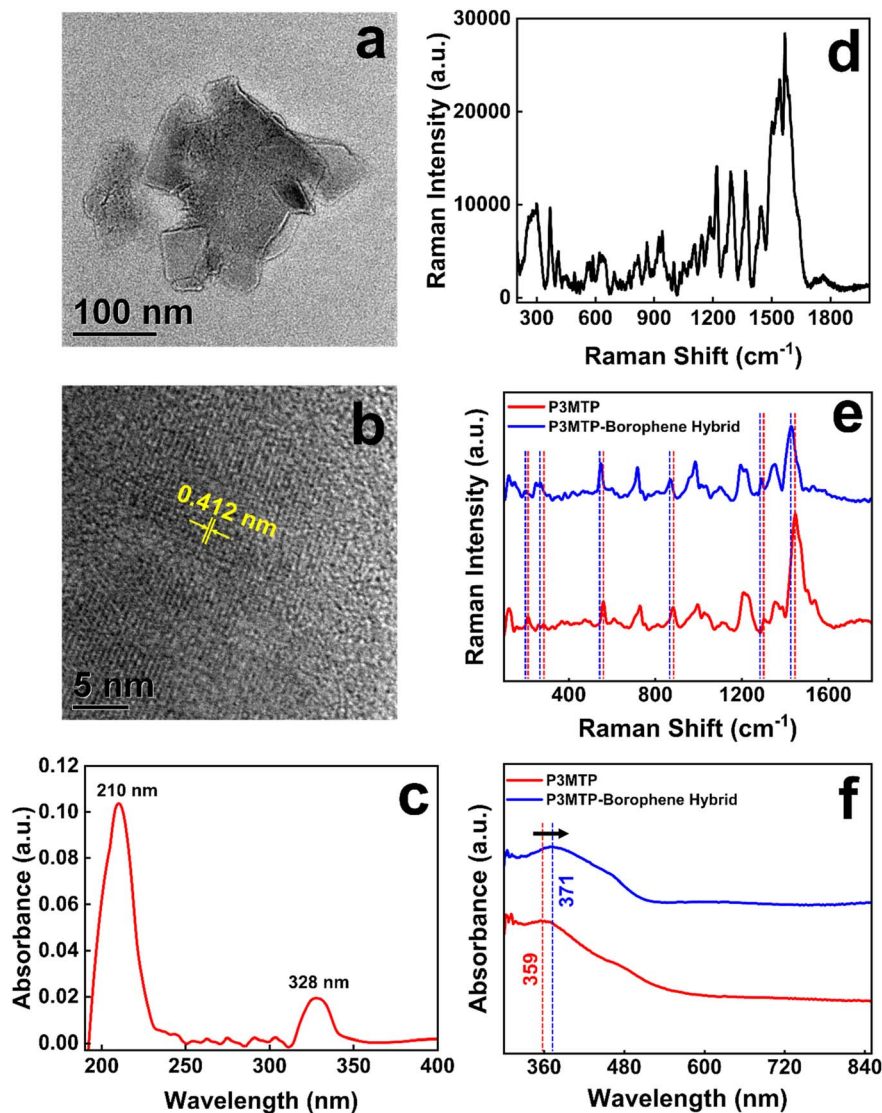 a
100 nm
b
0.412 nm
5 nm
c
0.12
0.10
0.08
0.06
0.04
0.02
0.00
210 nm
328 nm
200 250 300 350 400
Absorbance (a.u.)
Wavelength (nm)
d
30000
20000
10000
0
300 600 900 1200 1500 1800
Raman Intensity (a.u.)
Raman Shift (cm⁻¹)
e
P3MTP
P3MTP-Borophene Hybrid
400 800 1200 1600
Raman Intensity (a.u.)
Raman Shift (cm⁻¹)
f
P3MTP
P3MTP-Borophene Hybrid
359
371
360 480 600 720 840
Absorbance (a.u.)
Wavelength (nm)